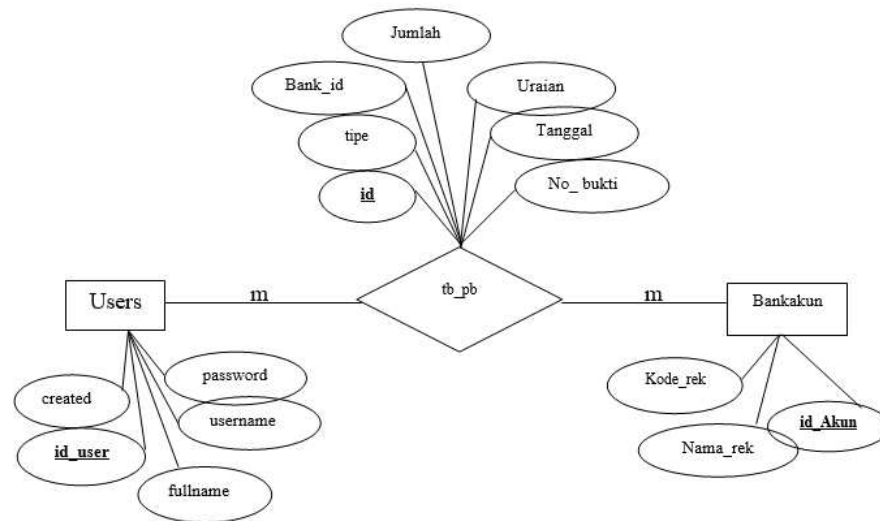 Jumlah
Bank_id
Uraian
tipe
Tanggal
id
No_ bukti
tb_pb
Users
m
m
Bankakun
password
Kode_rek
created
username
id_Akun
id_user
Nama_rek
fullname